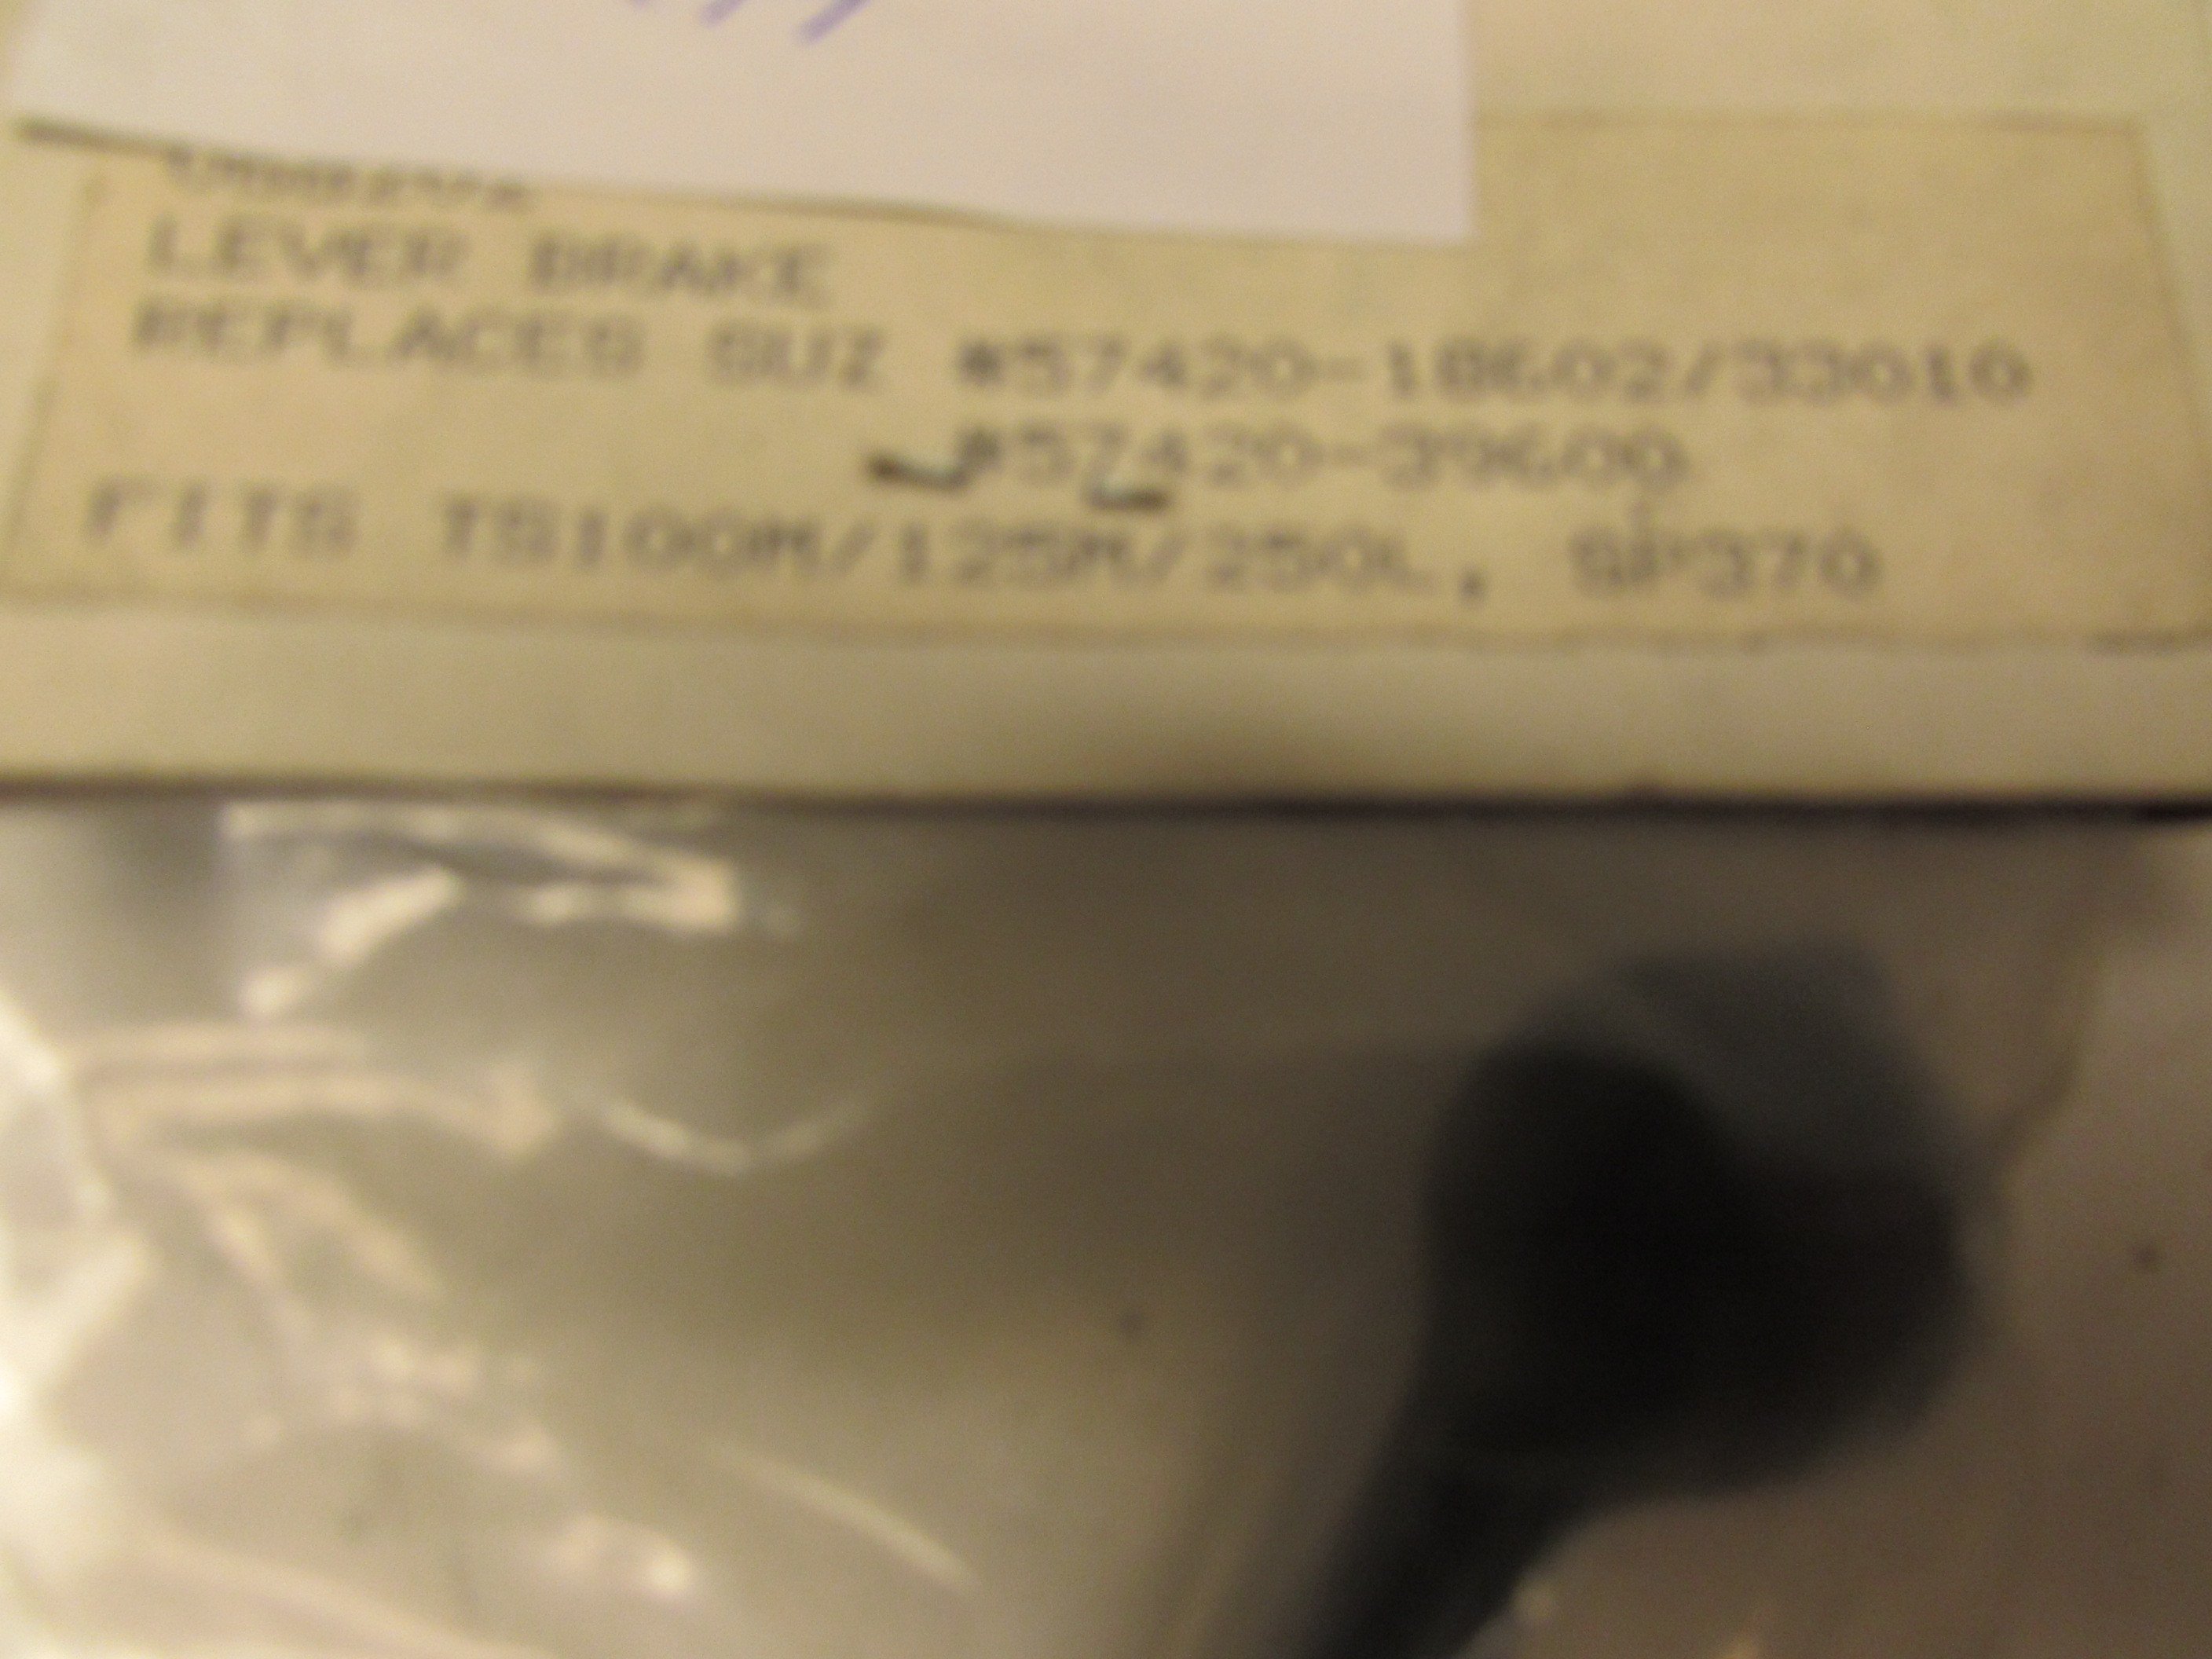 LEVER BRAKE
REPLACES SUZ #57420-18602/33010
#57420-39600
FITS TS100M/125M/250L, SP370